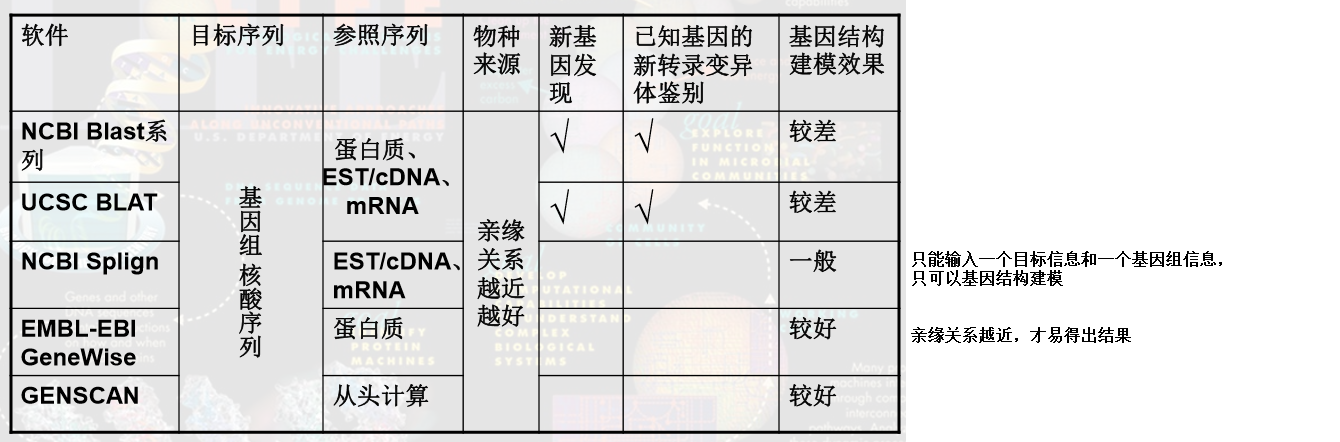 软件
目标序列
参照序列
物种
来源
新基
因发
现
已知基因的
新转录变异
体鉴别
基因结构
建模效果
NCBI Blast系
列
基
因
组
核
酸
序
列
蛋白质、
EST/cDNA、
mRNA
亲缘
关系
越近
越好
√
√
较差
UCSC BLAT
√
√
较差
NCBI Splign
EST/cDNA、
mRNA
一般
只能输入一个目标信息和一个基因组信息，
只可以基因结构建模
EMBL-EBI
GeneWise
蛋白质
较好
亲缘关系越近，才易得出结果
GENSCAN
从头计算
较好